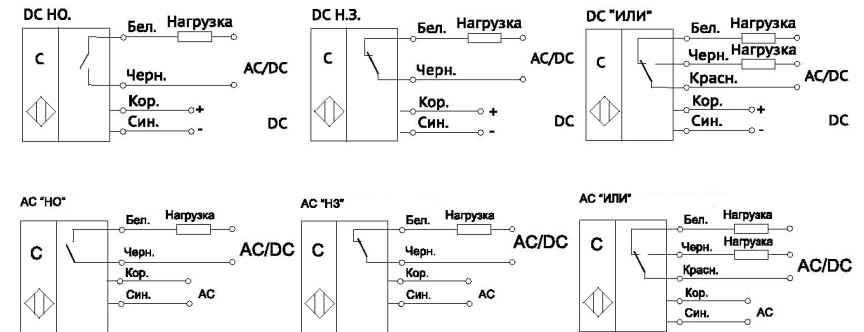 DC НО.
Бел. Нагрузка
C
AC/DC
Черн.
Кор. +
Син. -
DC
DC Н.З.
Бел. Нагрузка
C
AC/DC
Черн.
Кор. +
Син. -
DC
DC “ИЛИ”
Бел. Нагрузка
C
Черн. Нагрузка
AC/DC
Красн.
Кор. +
Син. -
DC
AC "НО"
Бел. Нагрузка
C
AC/DC
Черн.
Кор.
Син. AC
AC "НЗ"
Бел. Нагрузка
C
AC/DC
Черн.
Кор.
Син. AC
AC "ИЛИ"
Бел. Нагрузка
C
Черн. Нагрузка
AC/DC
Красн.
Кор.
Син. AC